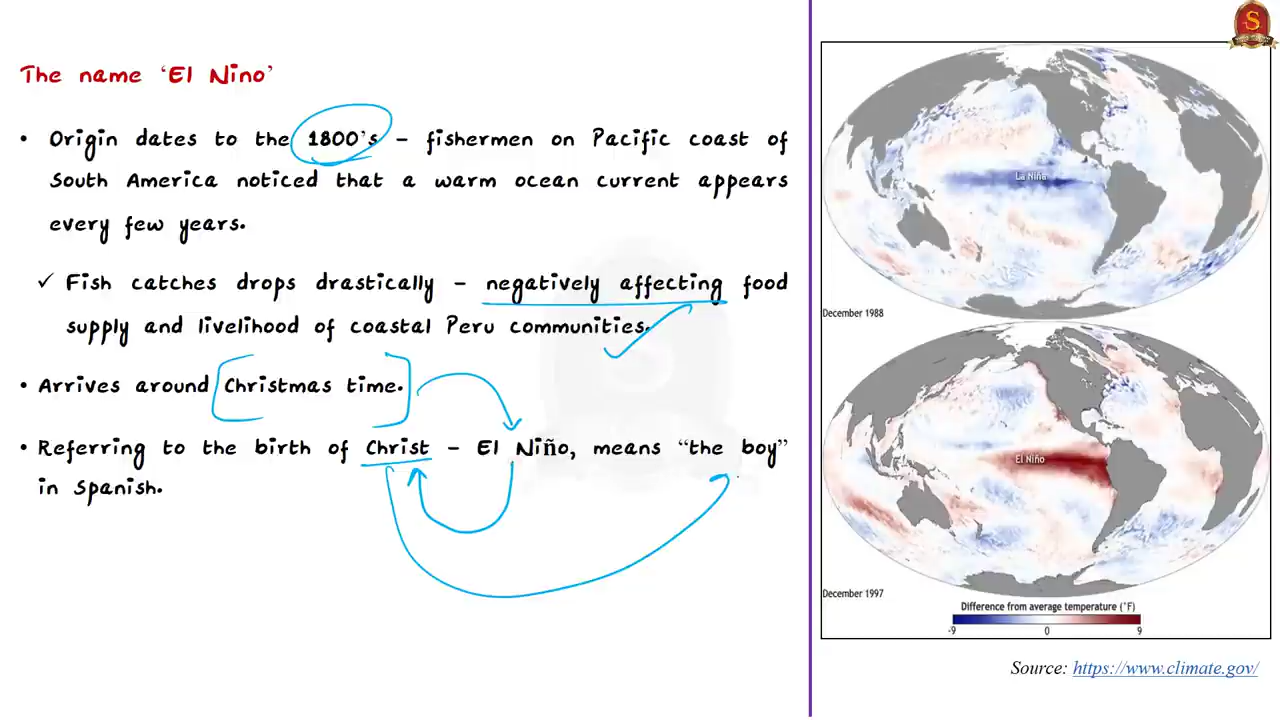 The name ‘El Nino’
• Origin dates to the 1800's – fishermen on Pacific coast of
South America noticed that a warm ocean current appears
every few years.
✓ Fish catches drops drastically – negatively affecting food
supply and livelihood of coastal Peru communities.
• Arrives around Christmas time.
• Referring to the birth of Christ – El Niño, means “the boy”
in Spanish.
S
La Niña
December 1988
El Niño
December 1997
Difference from average temperature (°F)
-9 0 9
Source: https://www.climate.gov/